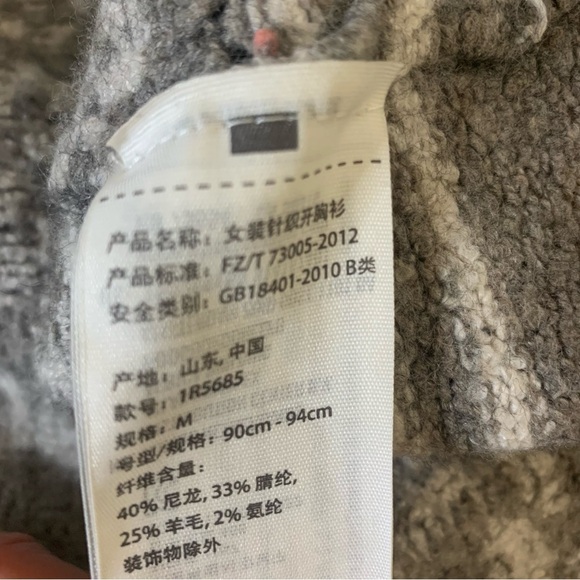 产品名称：女装针织开胸衫
产品标准：FZ/T 73005-2012
安全类别：GB18401-2010 B类
产地：山东, 中国
款号：1R5685
规格：M
号型/规格：90cm - 94cm
纤维含量：
40% 尼龙, 33% 腈纶,
25% 羊毛, 2% 氨纶
装饰物除外